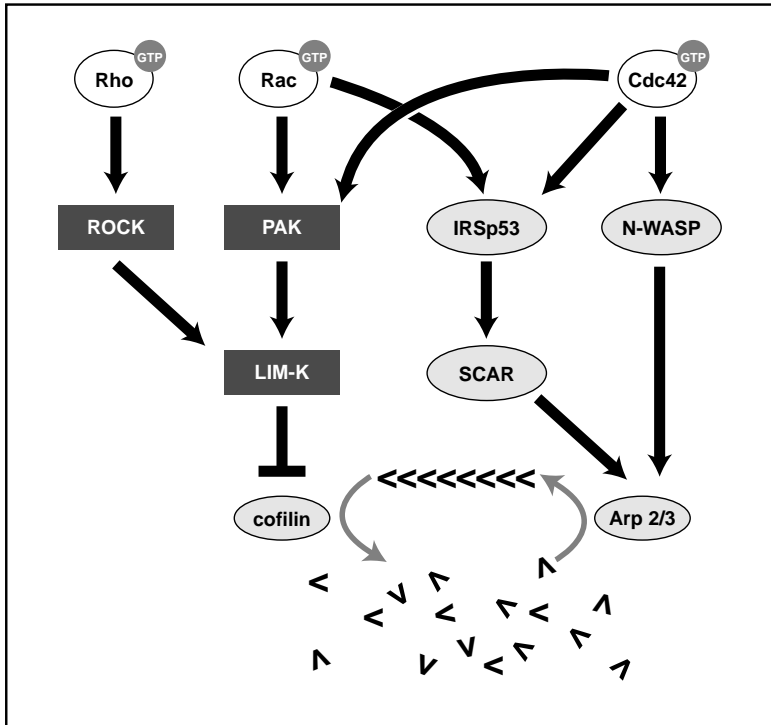 GTP GTP GTP
Rho Rac Cdc42
ROCK PAK IRSp53 N-WASP
LIM-K SCAR
cofilin Arp 2/3